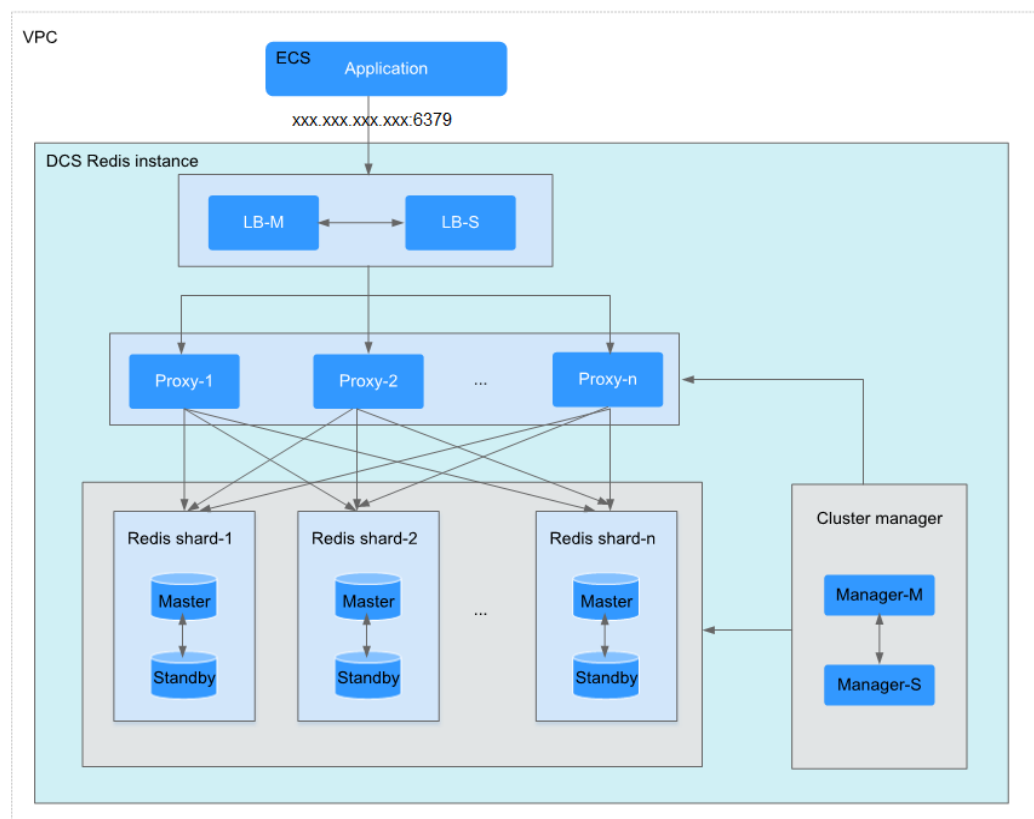 VPC
ECS
Application
xxx.xxx.xxx.xxx:6379
DCS Redis instance
LB-M
LB-S
Proxy-1
Proxy-2
...
Proxy-n
Redis shard-1
Redis shard-2
Redis shard-n
Master
Master
...
Master
Standby
Standby
Standby
Cluster manager
Manager-M
Manager-S